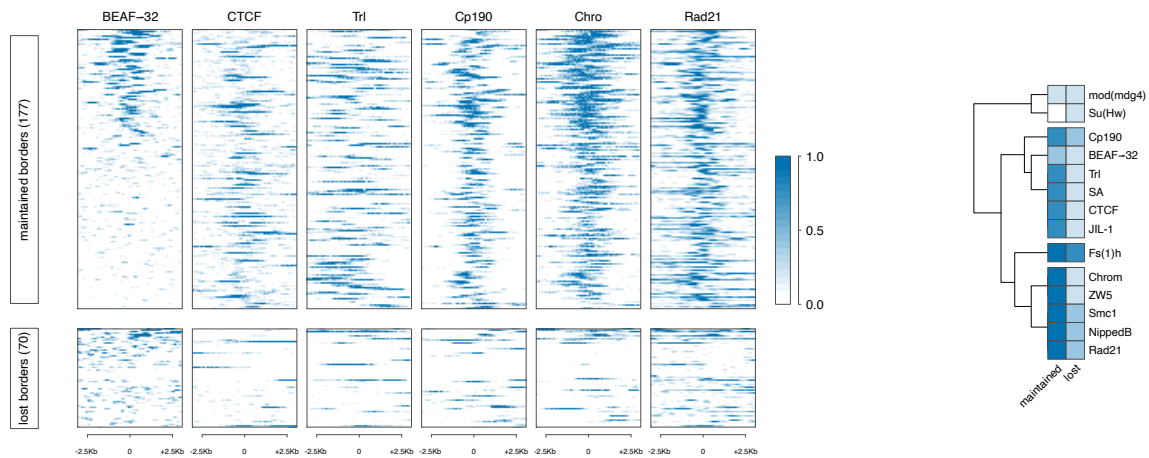 BEAF−32 CTCF Trl Cp190 Chro Rad21
maintained borders (177)
lost borders (70)
1.0
0.5
0.0
-2.5Kb 0 +2.5Kb -2.5Kb 0 +2.5Kb -2.5Kb 0 +2.5Kb -2.5Kb 0 +2.5Kb -2.5Kb 0 +2.5Kb -2.5Kb 0 +2.5Kb
mod(mdg4)
Su(Hw)
Cp190
BEAF−32
Trl
SA
CTCF
JIL-1
Fs(1)h
Chrom
ZW5
Smc1
NippedB
Rad21
maintained
lost